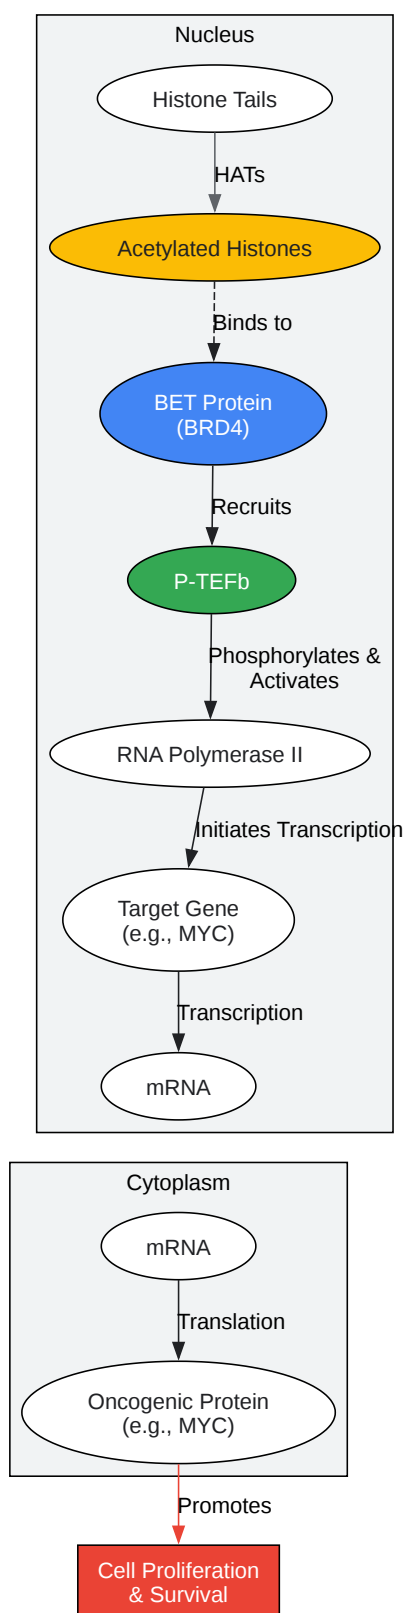 Nucleus
Histone Tails
HATs
Acetylated Histones
Binds to
BET Protein
(BRD4)
Recruits
P-TEFb
Phosphorylates &
Activates
RNA Polymerase II
Initiates Transcription
Target Gene
(e.g., MYC)
Transcription
mRNA
Cytoplasm
mRNA
Translation
Oncogenic Protein
(e.g., MYC)
Promotes
Cell Proliferation
& Survival